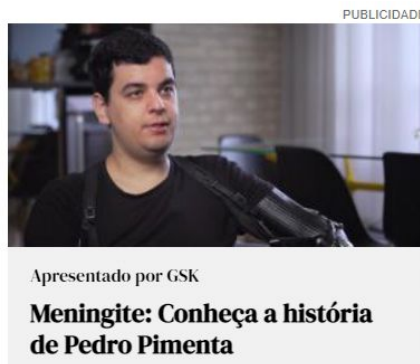 PUBLICIDADE
Apresentado por GSK
Meningite: Conheça a história
de Pedro Pimenta